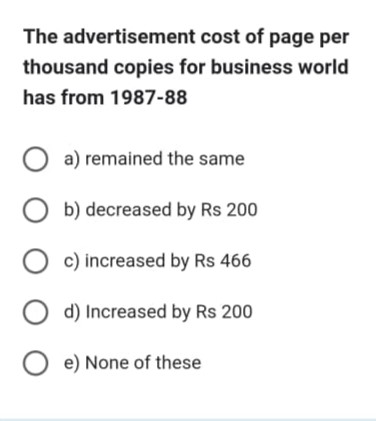 The advertisement cost of page per
thousand copies for business world
has from 1987-88
a) remained the same
b) decreased by Rs 200
c) increased by Rs 466
d) Increased by Rs 200
e) None of these